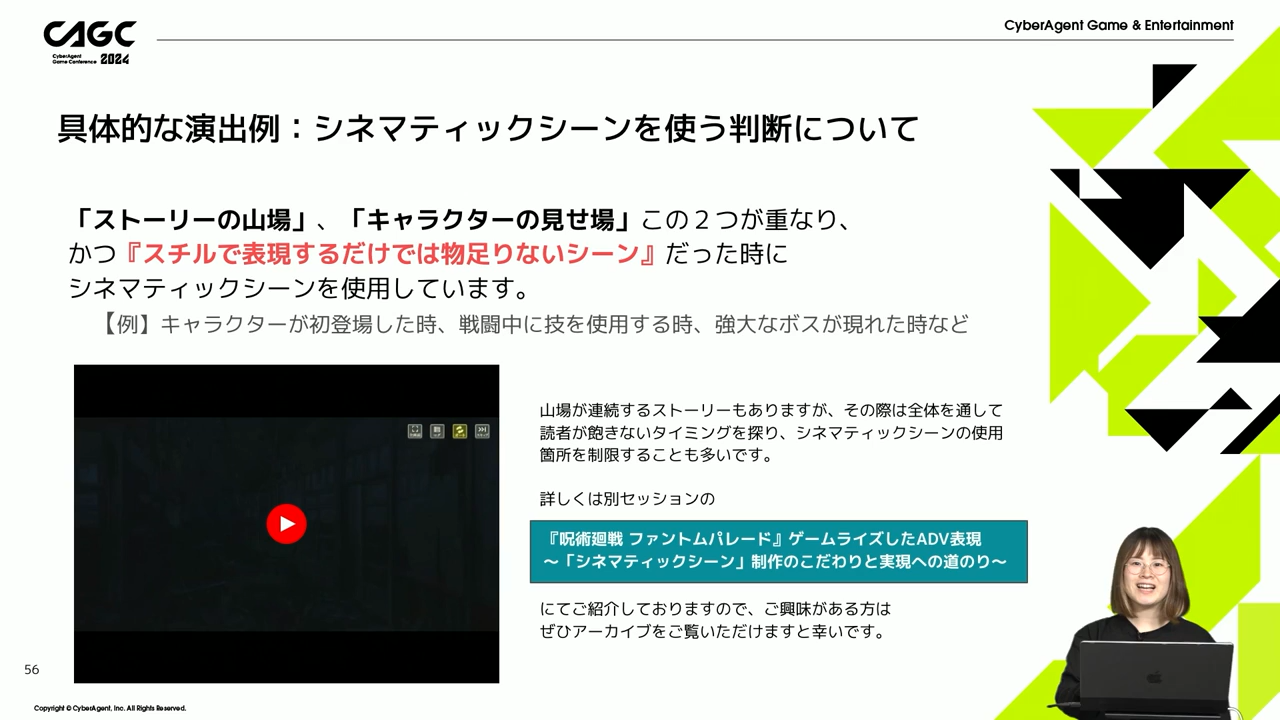 CAGC
CyberAgent
Game Conference 2024
CyberAgent Game & Entertainment
具体的な演出例：シネマティックシーンを使う判断について
「ストーリーの山場」、「キャラクターの見せ場」この２つが重なり、
かつ『スチルで表現するだけでは物足りないシーン』だった時に
シネマティックシーンを使用しています。
【例】キャラクターが初登場した時、戦闘中に技を使用する時、強大なボスが現れた時など
山場が連続するストーリーもありますが、その際は全体を通して
読者が飽きないタイミングを探り、シネマティックシーンの使用
箇所を制限することも多いです。
詳しくは別セッションの
『呪術廻戦 ファントムパレード』ゲームライズしたADV表現
～「シネマティックシーン」制作のこだわりと実現への道のり～
にてご紹介しておりますので、ご興味がある方は
ぜひアーカイブをご覧いただけますと幸いです。
56
Copyright © CyberAgent, Inc. All Rights Reserved.